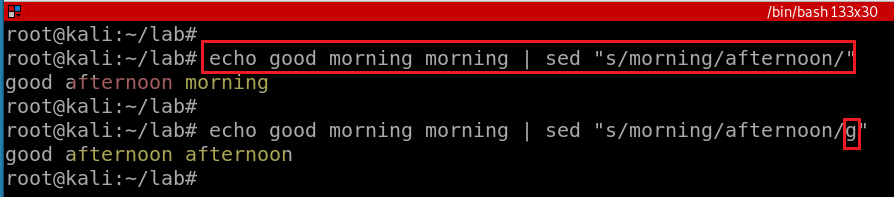 /bin/bash 133x30
root@kali:~/lab#
root@kali:~/lab# echo good morning morning | sed "s/morning/afternoon/"
good afternoon morning
root@kali:~/lab#
root@kali:~/lab# echo good morning morning | sed "s/morning/afternoon/g"
good afternoon afternoon
root@kali:~/lab#